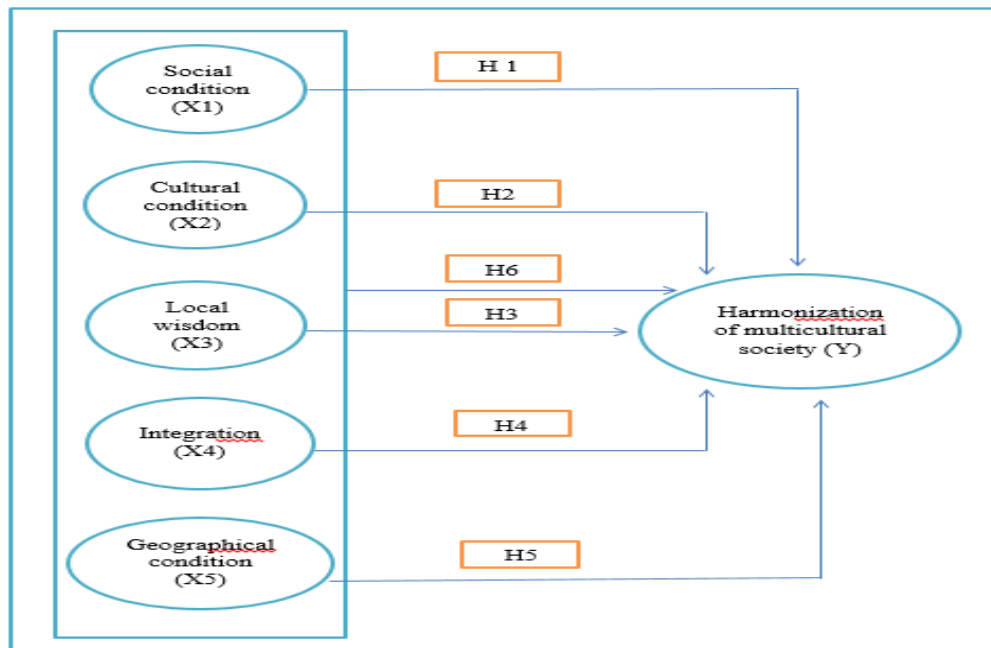 Social
condition
(X1)
H 1
Cultural
condition
(X2)
H2
H6
Local
wisdom
(X3)
H3
Harmonization
of multicultural
society (Y)
Integration
(X4)
H4
Geographical
condition
(X5)
H5